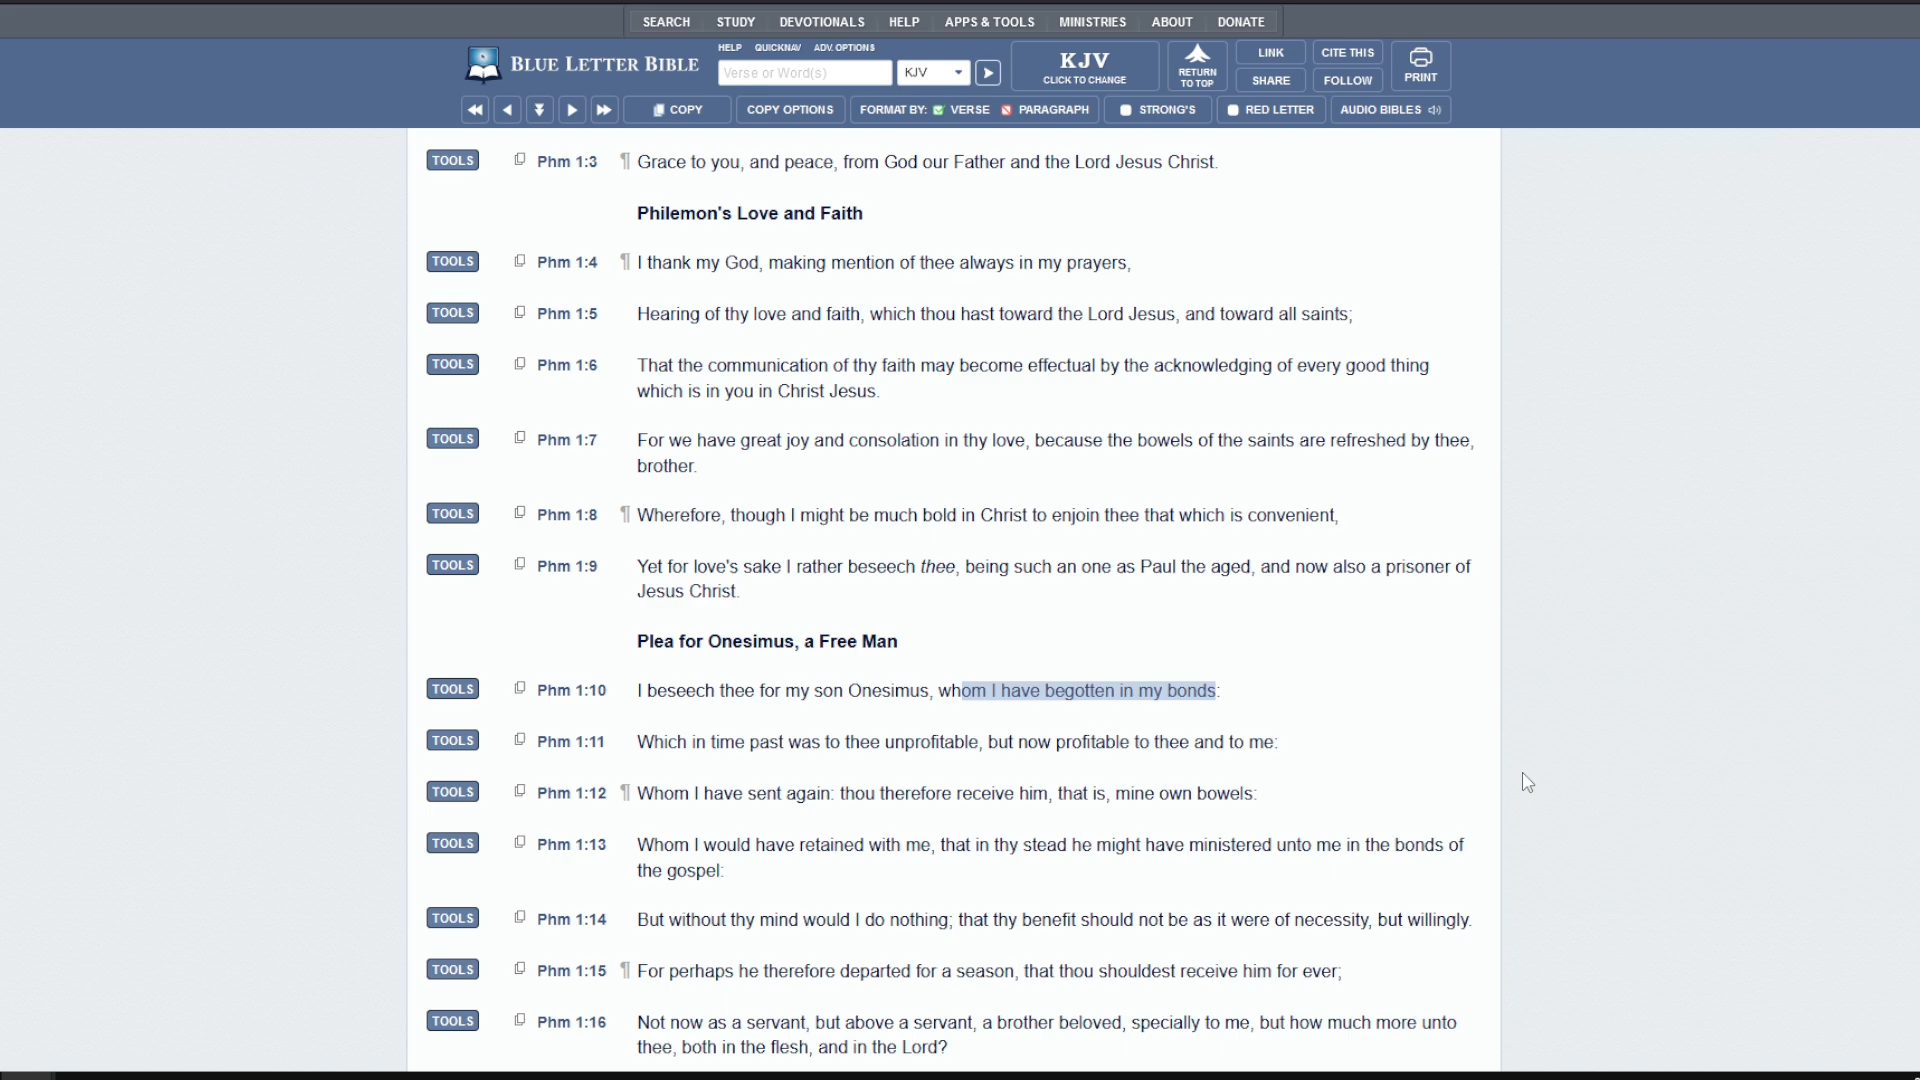 SEARCH STUDY DEVOTIONALS HELP APPS & TOOLS MINISTRIES ABOUT DONATE
BLUE LETTER BIBLE
HELP QUICKNAV ADV. OPTIONS
Verse or Word(s) KJV
KJV
CLICK TO CHANGE
RETURN
TO TOP
LINK CITE THIS
SHARE FOLLOW
PRINT
COPY COPY OPTIONS FORMAT BY: VERSE PARAGRAPH STRONG'S RED LETTER AUDIO BIBLES
TOOLS Phm 1:3 ¶ Grace to you, and peace, from God our Father and the Lord Jesus Christ.
Philemon's Love and Faith
TOOLS Phm 1:4 ¶ I thank my God, making mention of thee always in my prayers,
TOOLS Phm 1:5 Hearing of thy love and faith, which thou hast toward the Lord Jesus, and toward all saints;
TOOLS Phm 1:6 That the communication of thy faith may become effectual by the acknowledging of every good thing
which is in you in Christ Jesus.
TOOLS Phm 1:7 For we have great joy and consolation in thy love, because the bowels of the saints are refreshed by thee,
brother.
TOOLS Phm 1:8 ¶ Wherefore, though I might be much bold in Christ to enjoin thee that which is convenient,
TOOLS Phm 1:9 Yet for love's sake I rather beseech thee, being such an one as Paul the aged, and now also a prisoner of
Jesus Christ.
Plea for Onesimus, a Free Man
TOOLS Phm 1:10 I beseech thee for my son Onesimus, whom I have begotten in my bonds:
TOOLS Phm 1:11 Which in time past was to thee unprofitable, but now profitable to thee and to me:
TOOLS Phm 1:12 ¶ Whom I have sent again: thou therefore receive him, that is, mine own bowels:
TOOLS Phm 1:13 Whom I would have retained with me, that in thy stead he might have ministered unto me in the bonds of
the gospel:
TOOLS Phm 1:14 But without thy mind would I do nothing; that thy benefit should not be as it were of necessity, but willingly.
TOOLS Phm 1:15 ¶ For perhaps he therefore departed for a season, that thou shouldest receive him for ever;
TOOLS Phm 1:16 Not now as a servant, but above a servant, a brother beloved, specially to me, but how much more unto
thee, both in the flesh, and in the Lord?